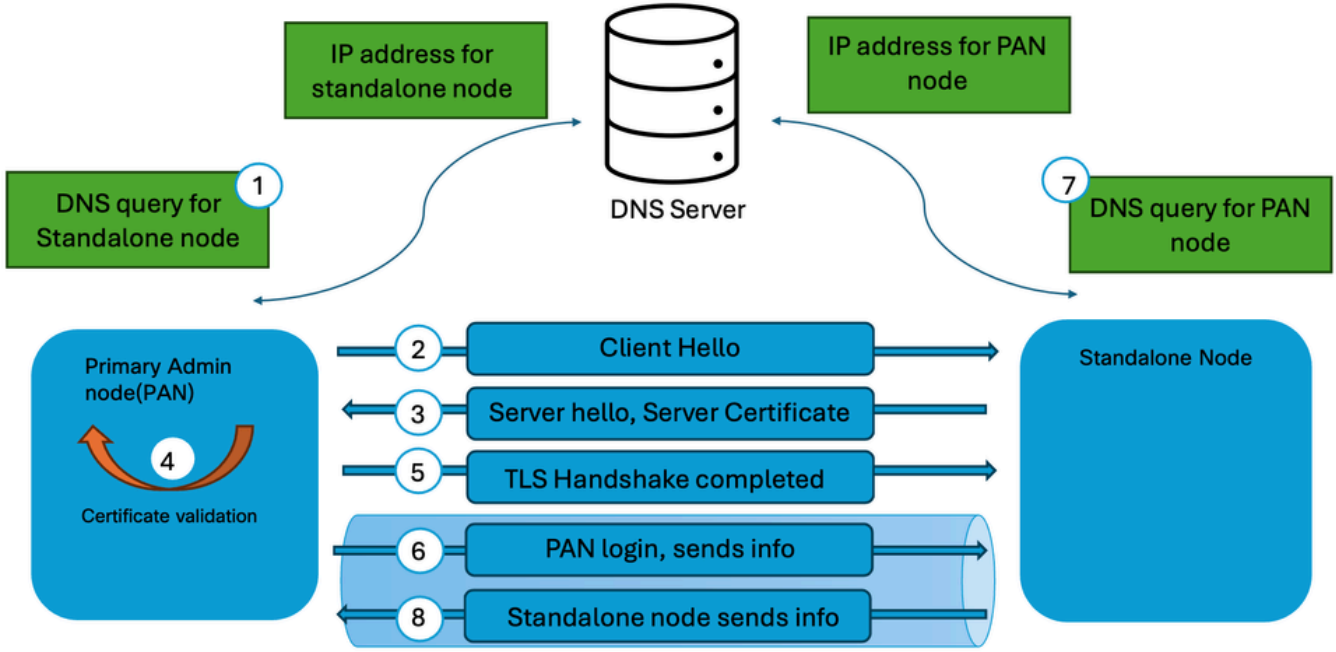 IP address for
standalone node
IP address for PAN
node
DNS Server
1
DNS query for
Standalone node
7
DNS query for PAN
node
Primary Admin
node(PAN)
4
Certificate validation
2
Client Hello
3
Server hello, Server Certificate
5
TLS Handshake completed
6
PAN login, sends info
8
Standalone node sends info
Standalone Node